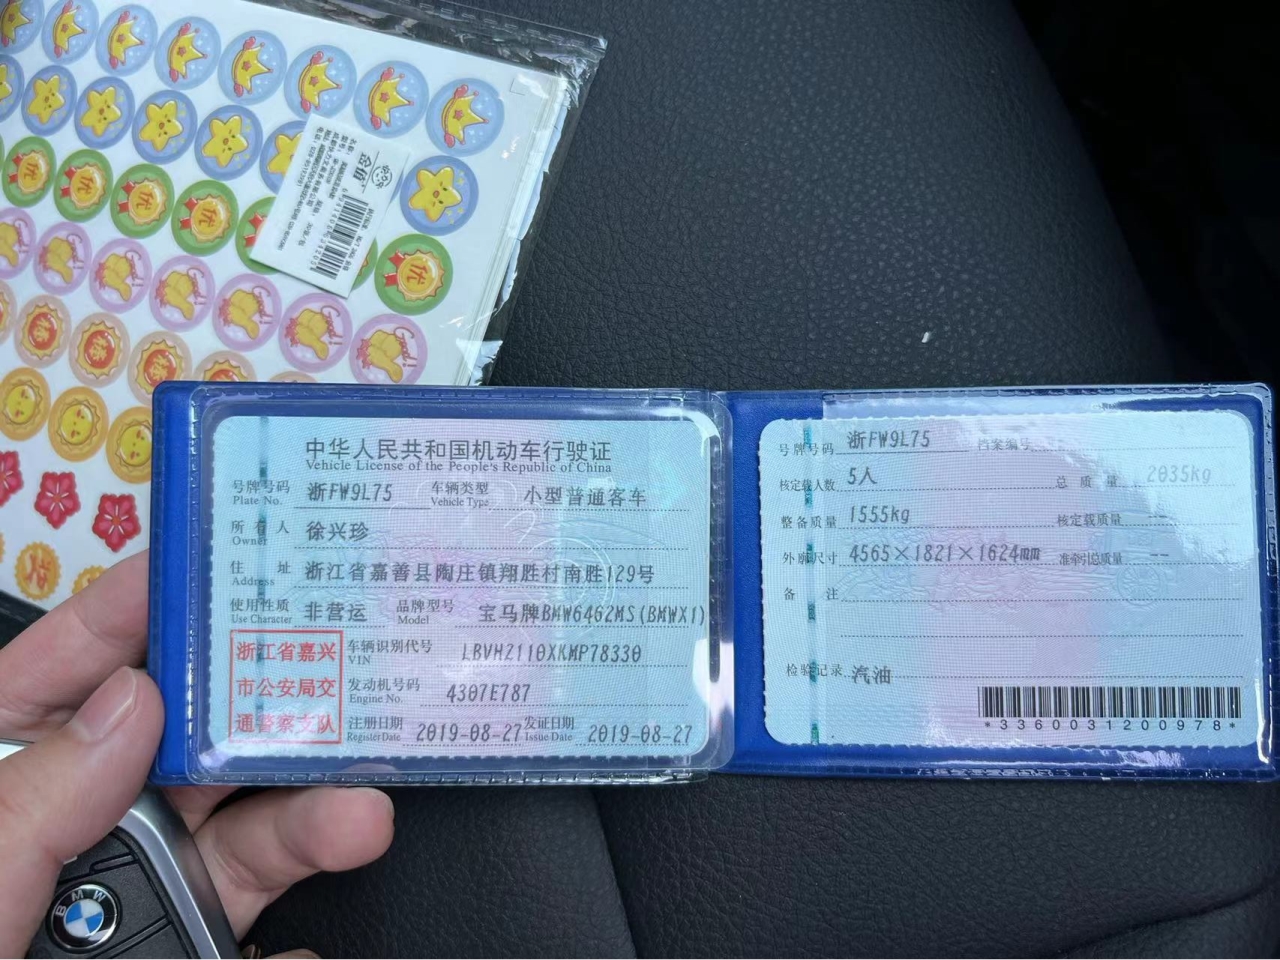 中华人民共和国机动车行驶证
Vehicle License of the People's Republic of China
号牌号码 浙FW9L75 车辆类型 小型普通客车
Plate No. Vehicle Type
所有人 徐兴珍
Owner
住址 浙江省嘉善县陶庄镇翔胜村南胜129号
Address
使用性质 非营运 品牌型号 宝马牌BMW6462MS(BMWX1)
Use Character Model
浙江省嘉兴
市公安局交
通警察支队
车辆识别代号 LBVH2110XKMP78330
VIN
发动机号码 4307E787
Engine No.
注册日期 2019-08-27 发证日期 2019-08-27
Register Date Issue Date
号牌号码 浙FW9L75 档案编号
核定载人数 5人 总质量 2035kg
整备质量 1555kg 核定载质量 --
外廓尺寸 4565×1821×1624mm 准牵引总质量 --
备注
检验记录 汽油
*3360031200978*
优
优
优
优
优
Good!
奖
BMW